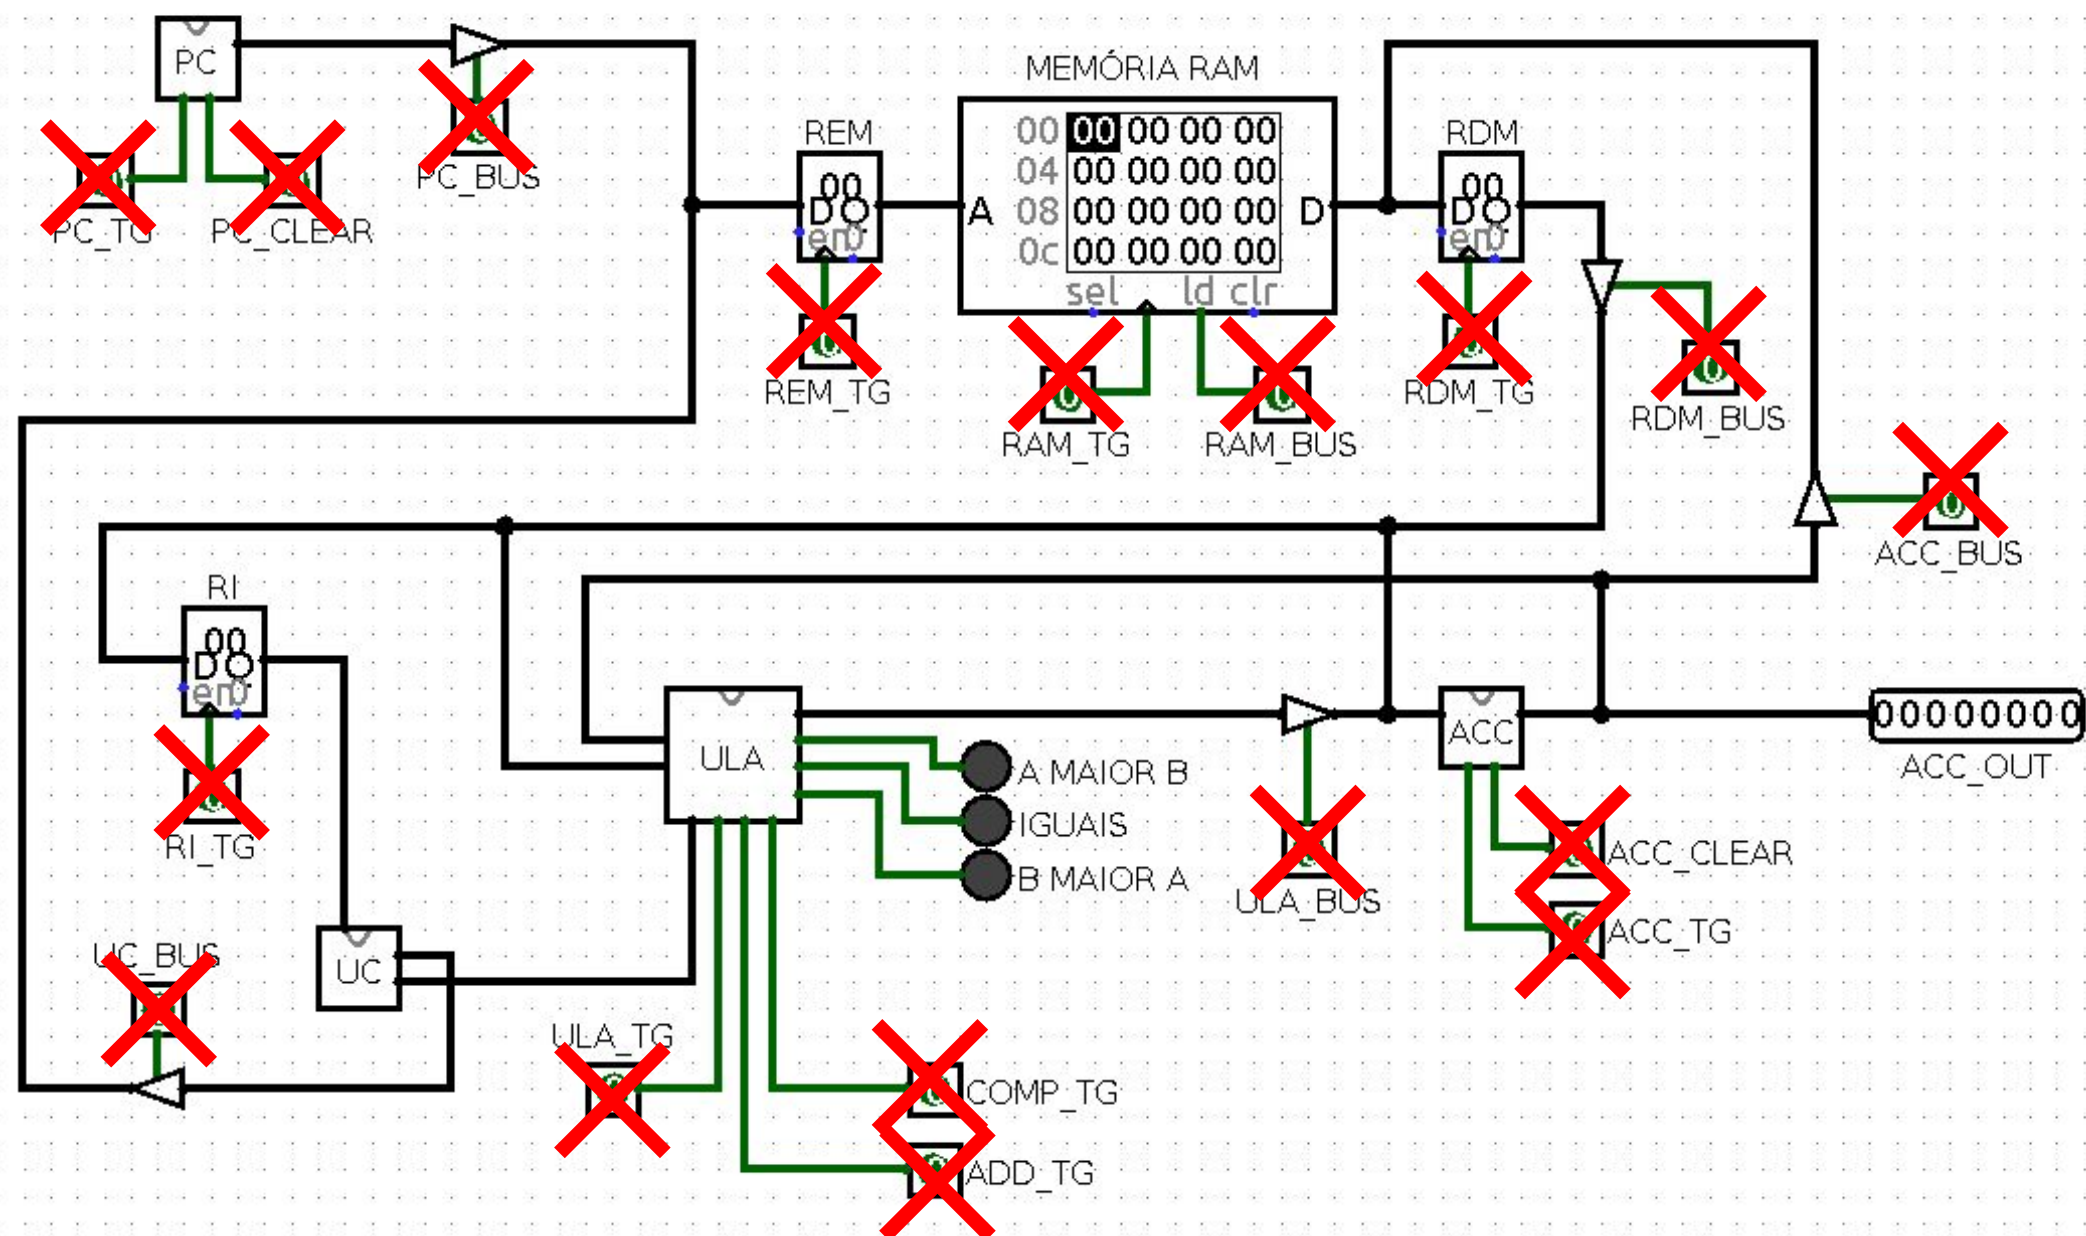 PC
PC_TG
PC_CLEAR
PC_BUS
REM
00
D Q
en 0
REM_TG
MEMÓRIA RAM
00 00 00 00 00
04 00 00 00 00
08 00 00 00 00
0c 00 00 00 00
A
D
sel ld clr
RAM_TG
RAM_BUS
RDM
00
D Q
en 0
RDM_TG
RDM_BUS
ACC_BUS
RI
00
D Q
en 0
RI_TG
ULA
A MAIOR B
IGUAIS
B MAIOR A
ULA_BUS
ACC
00000000
ACC_OUT
ACC_CLEAR
ACC_TG
UC_BUS
UC
ULA_TG
COMP_TG
ADD_TG